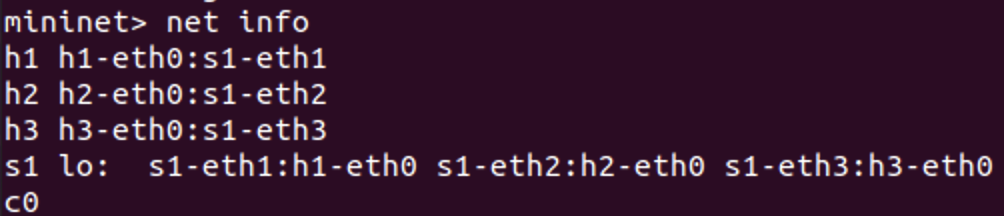 mininet> net info
h1 h1-eth0:s1-eth1
h2 h2-eth0:s1-eth2
h3 h3-eth0:s1-eth3
s1 lo:  s1-eth1:h1-eth0 s1-eth2:h2-eth0 s1-eth3:h3-eth0
c0